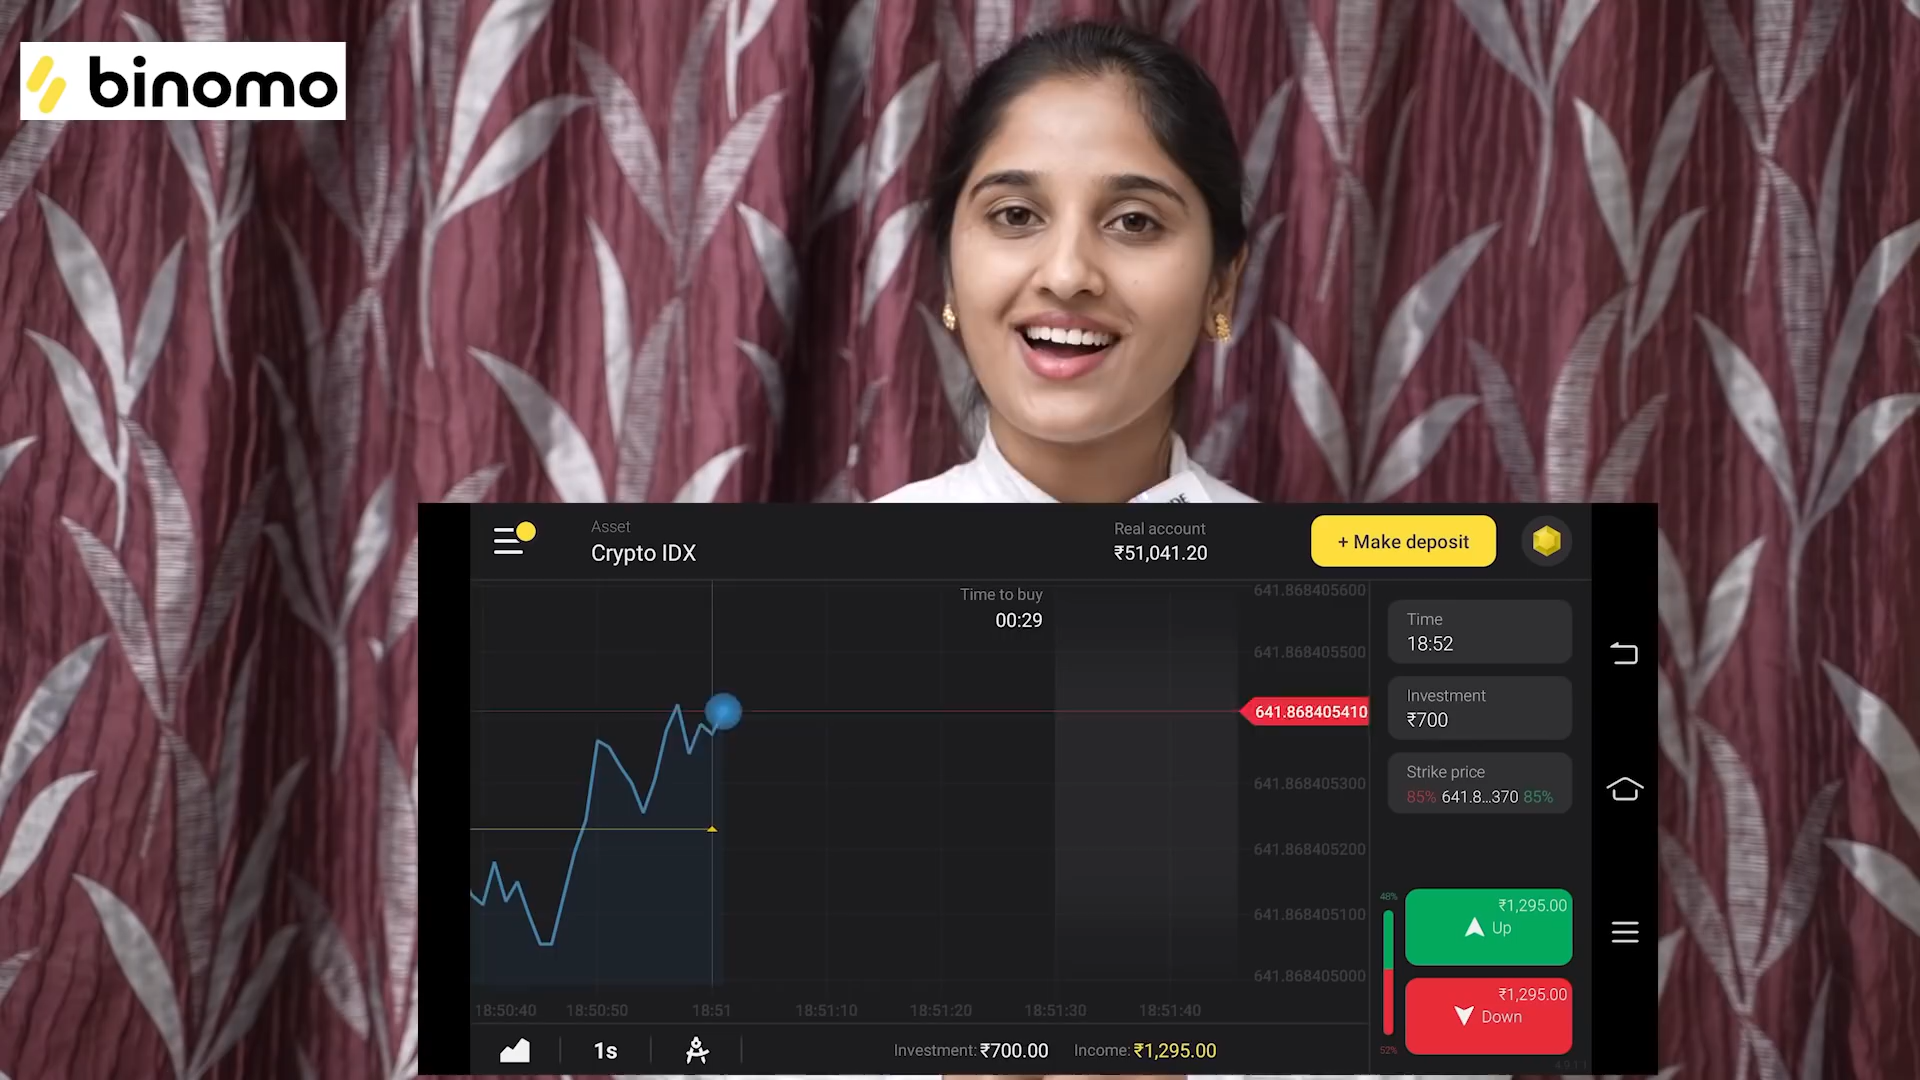 binomo
DE
Asset
Crypto IDX
Real account
₹51,041.20
+ Make deposit
Time to buy
00:29
641.868405600
641.868405500
641.868405410
641.868405300
641.868405200
641.868405100
641.868405000
Time
18:52
Investment
₹700
Strike price
85% 641.8...370 85%
48%
₹1,295.00
Up
₹1,295.00
Down
52%
18:50:40
18:50:50
18:51
18:51:10
18:51:20
18:51:30
18:51:40
1s
Investment: ₹700.00
Income: ₹1,295.00